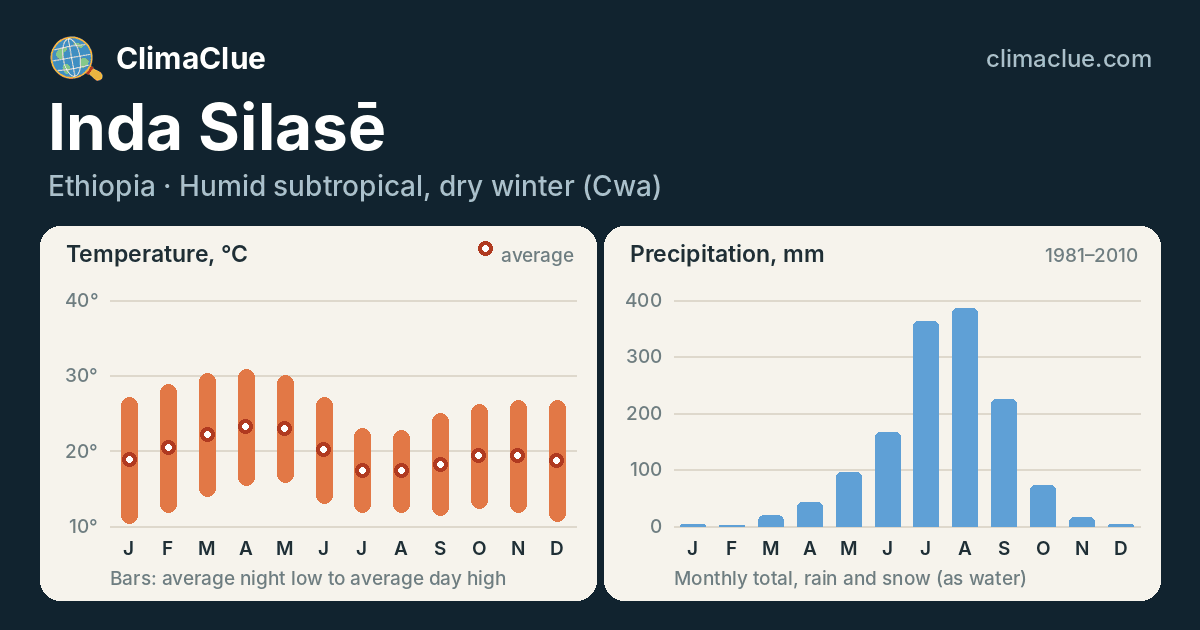 ClimaClue
climaclue.com
Inda Silasē
Ethiopia · Humid subtropical, dry winter (Cwa)
Temperature, °C
average
40°
30°
20°
10°
J F M A M J J A S O N D
Bars: average night low to average day high
Precipitation, mm
1981–2010
400
300
200
100
0
J F M A M J J A S O N D
Monthly total, rain and snow (as water)